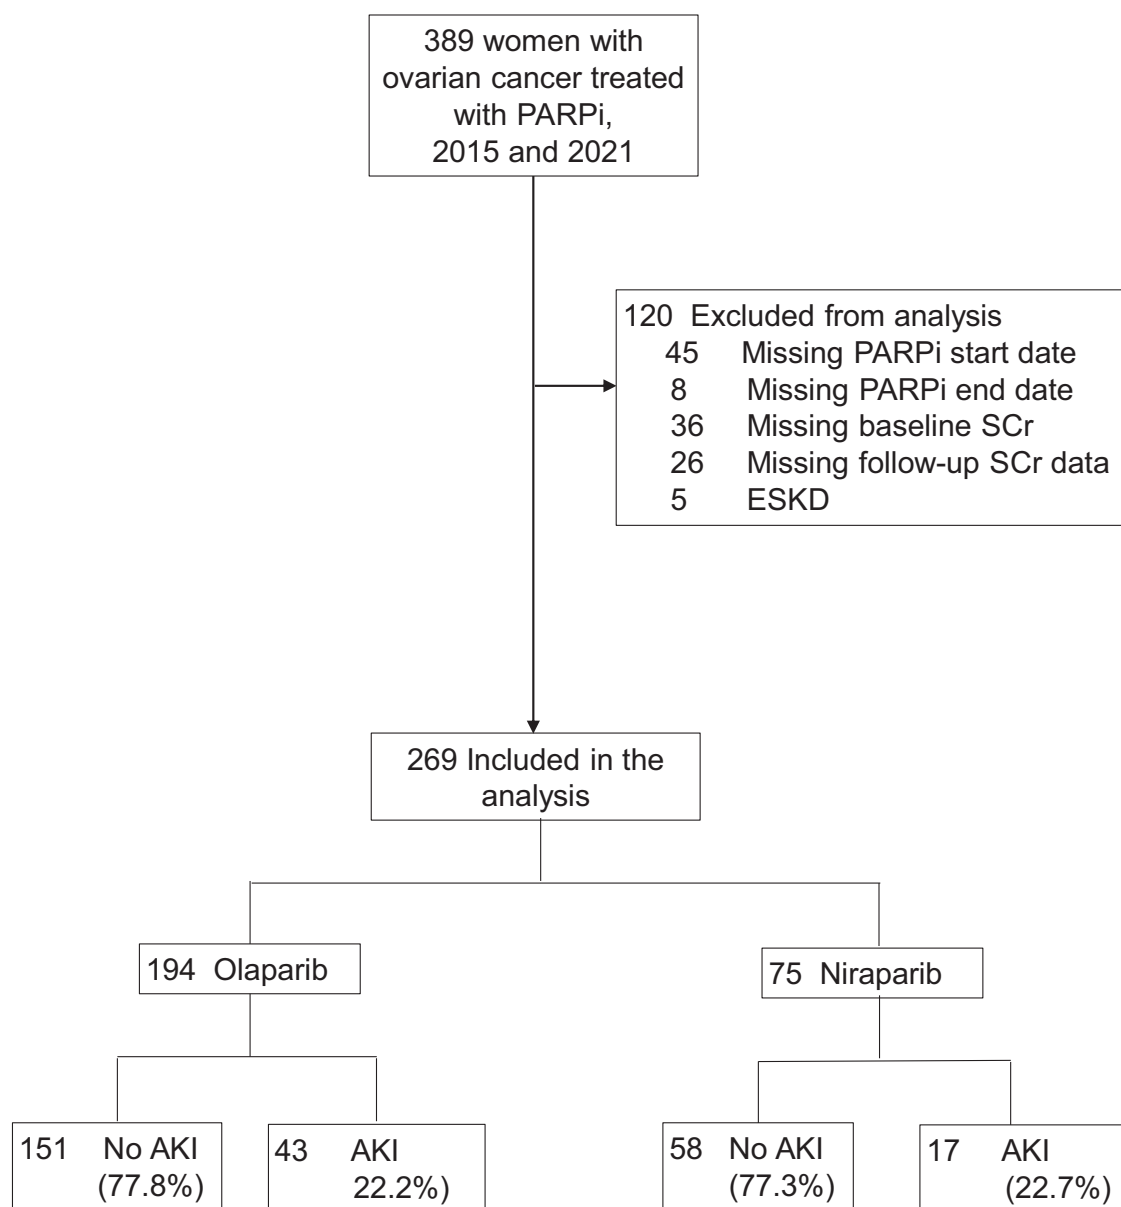 389 women with
ovarian cancer treated
with PARPi,
2015 and 2021
120 Excluded from analysis
45 Missing PARPi start date
8 Missing PARPi end date
36 Missing baseline SCr
26 Missing follow-up SCr data
5 ESKD
269 Included in the
analysis
194 Olaparib
75 Niraparib
151 No AKI
(77.8%)
43 AKI
22.2%)
58 No AKI
(77.3%)
17 AKI
(22.7%)